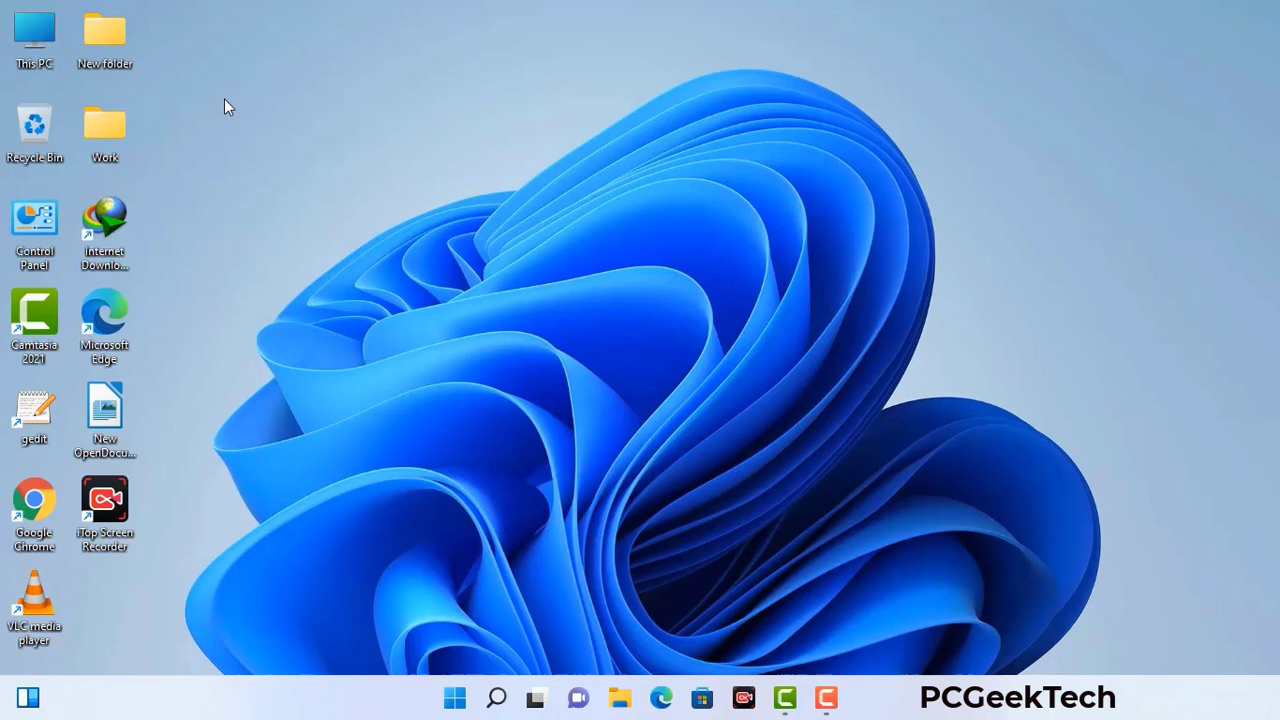 This PC
New folder
Recycle Bin
Work
Control
Panel
Internet
Downlo...
Camtasia
2021
Microsoft
Edge
gedit
New
OpenDocu...
Google
Chrome
iTop Screen
Recorder
VLC media
player
PCGeekTech